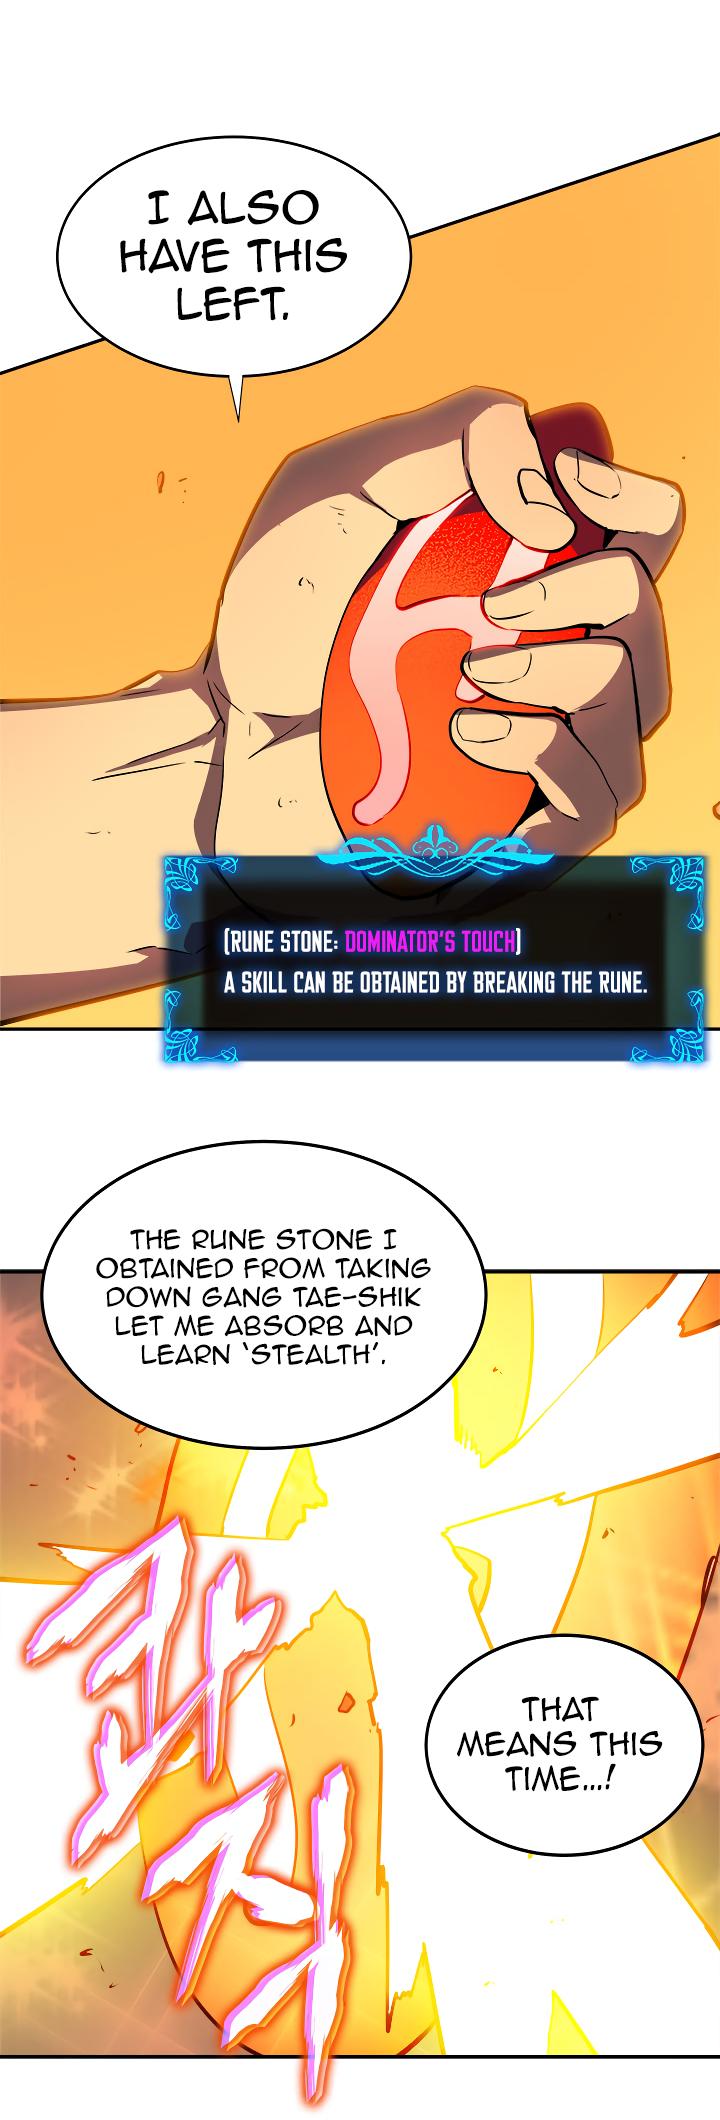 I ALSO
HAVE THIS
LEFT.
(RUNE STONE: DOMINATOR'S TOUCH)
A SKILL CAN BE OBTAINED BY BREAKING THE RUNE.
THE RUNE STONE I
OBTAINED FROM TAKING
DOWN GANG TAE-SHIK
LET ME ABSORB AND
LEARN 'STEALTH'.
THAT
MEANS THIS
TIME...!
콰
직